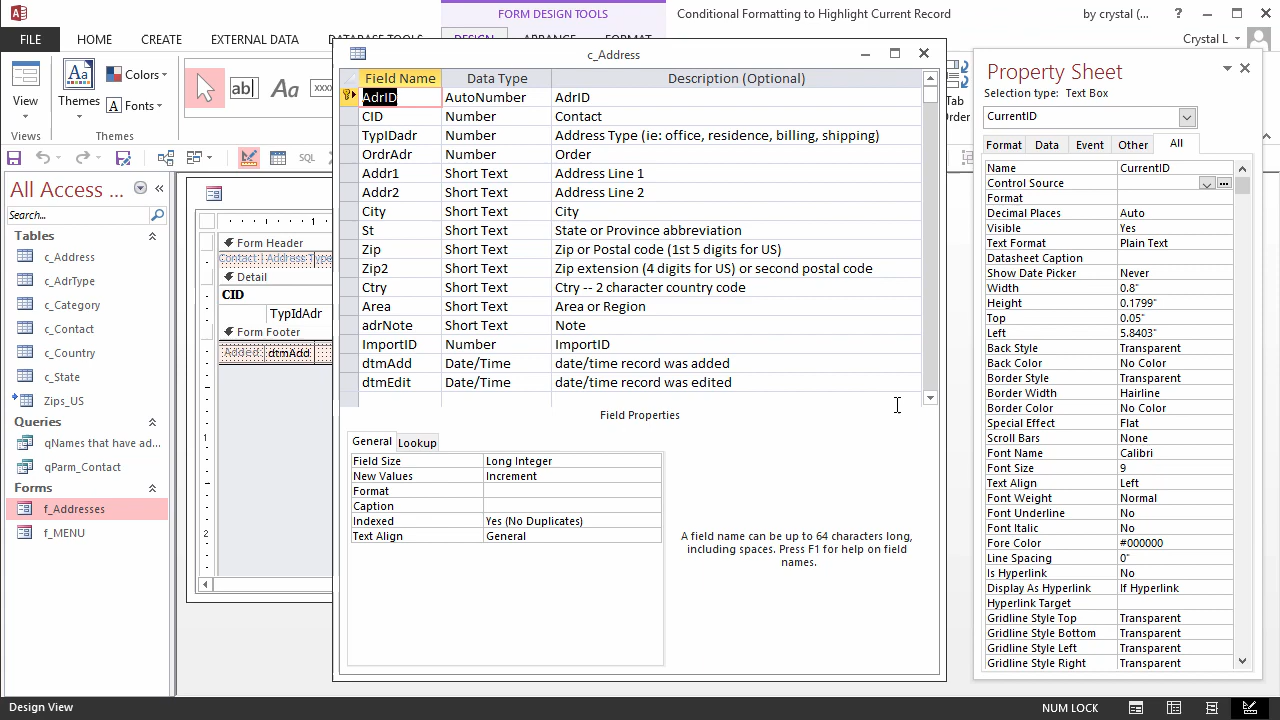 FORM DESIGN TOOLS
Conditional Formatting to Highlight Current Record
by crystal (...
?
FILE
HOME
CREATE
EXTERNAL DATA
DATABASE TOOLS
DESIGN
ARRANGE
FORMAT
Crystal L
View
Views
Aa
Themes
Colors
Themes
ab
Aa
xxxx
Tab
Order
SQL
All Access ...
Search...
Tables
c_Address
c_AdrType
c_Category
c_Contact
c_Country
c_State
Zips_US
Queries
qNames that have ad...
qParm_Contact
Forms
f_Addresses
f_MENU
1
Form Header
Contact
Address Type
Detail
CID
TypIdAdr
Form Footer
Added:
dtmAdd
1
2
c_Address
Field Name Data Type Description (Optional)
AdrID AutoNumber AdrID
CID Number Contact
TypIDadr Number Address Type (ie: office, residence, billing, shipping)
OrdrAdr Number Order
Addr1 Short Text Address Line 1
Addr2 Short Text Address Line 2
City Short Text City
St Short Text State or Province abbreviation
Zip Short Text Zip or Postal code (1st 5 digits for US)
Zip2 Short Text Zip extension (4 digits for US) or second postal code
Ctry Short Text Ctry -- 2 character country code
Area Short Text Area or Region
adrNote Short Text Note
ImportID Number ImportID
dtmAdd Date/Time date/time record was added
dtmEdit Date/Time date/time record was edited
Field Properties
General Lookup
Field Size Long Integer
New Values Increment
Format
Caption
Indexed Yes (No Duplicates)
Text Align General
A field name can be up to 64 characters long,
including spaces. Press F1 for help on field
names.
Property Sheet
Selection type: Text Box
CurrentID
Format Data Event Other All
Name CurrentID
Control Source
Format
Decimal Places Auto
Visible Yes
Text Format Plain Text
Datasheet Caption
Show Date Picker Never
Width 0.8"
Height 0.1799"
Top 0.05"
Left 5.8403"
Back Style Transparent
Back Color No Color
Border Style Transparent
Border Width Hairline
Border Color No Color
Special Effect Flat
Scroll Bars None
Font Name Calibri
Font Size 9
Text Align Left
Font Weight Normal
Font Underline No
Font Italic No
Fore Color #000000
Line Spacing 0"
Is Hyperlink No
Display As Hyperlink If Hyperlink
Hyperlink Target
Gridline Style Top Transparent
Gridline Style Bottom Transparent
Gridline Style Left Transparent
Gridline Style Right Transparent
Design View
NUM LOCK